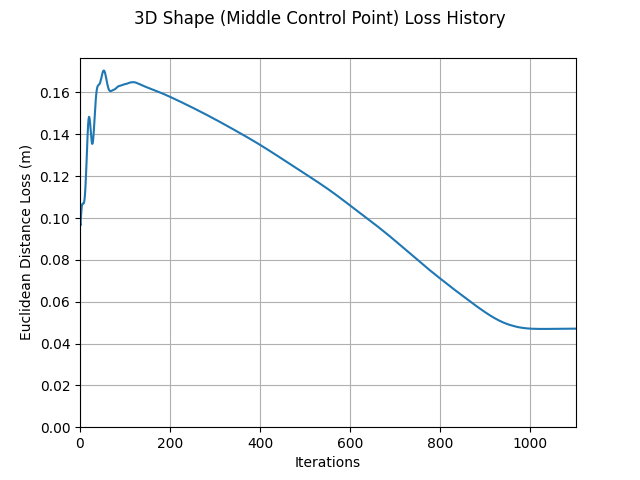 3D Shape (Middle Control Point) Loss History
Euclidean Distance Loss (m)
0.16
0.14
0.12
0.10
0.08
0.06
0.04
0.02
0.00
0 200 400 600 800 1000
Iterations